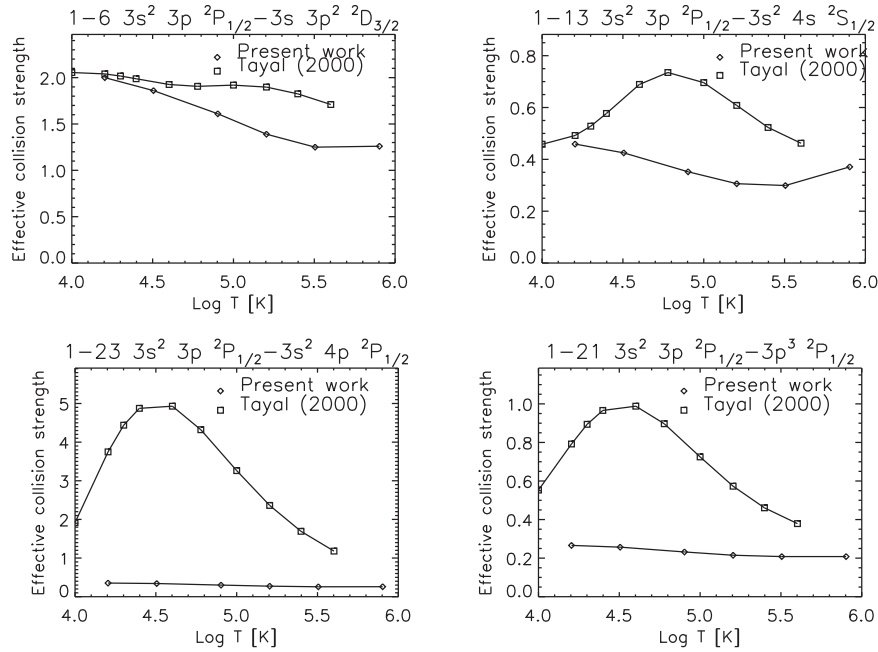 1−6 3s² 3p ²P₁/₂−3s 3p² ²D₃/₂
Present work
Tayal (2000)
Effective collision strength
2.0
1.5
1.0
0.5
0.0
4.0 4.5 5.0 5.5 6.0
Log T [K]
1−13 3s² 3p ²P₁/₂−3s² 4s ²S₁/₂
Present work
Tayal (2000)
Effective collision strength
0.8
0.6
0.4
0.2
0.0
4.0 4.5 5.0 5.5 6.0
Log T [K]
1−23 3s² 3p ²P₁/₂−3s² 4p ²P₁/₂
Present work
Tayal (2000)
Effective collision strength
5
4
3
2
1
0
4.0 4.5 5.0 5.5 6.0
Log T [K]
1−21 3s² 3p ²P₁/₂−3p³ ²P₁/₂
Present work
Tayal (2000)
Effective collision strength
1.0
0.8
0.6
0.4
0.2
0.0
4.0 4.5 5.0 5.5 6.0
Log T [K]